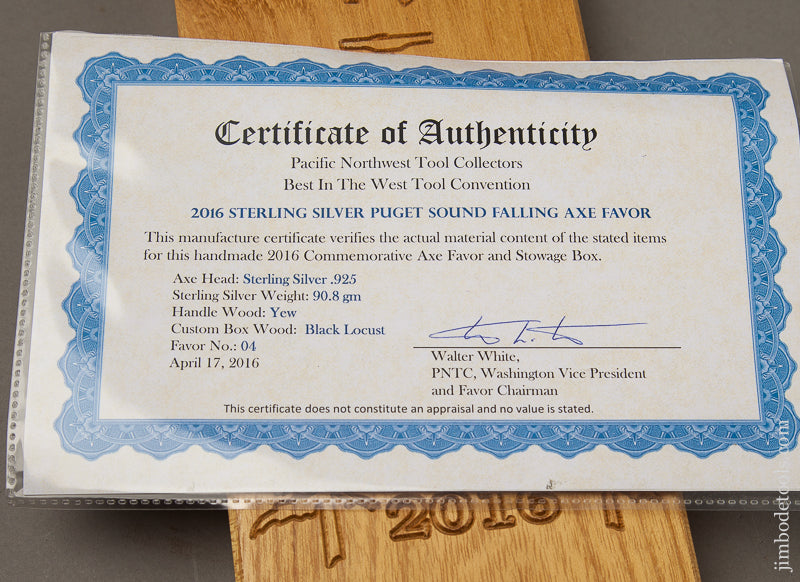 Certificate of Authenticity
Pacific Northwest Tool Collectors
Best In The West Tool Convention
2016 STERLING SILVER PUGET SOUND FALLING AXE FAVOR
This manufacture certificate verifies the actual material content of the stated items
for this handmade 2016 Commemorative Axe Favor and Stowage Box.
Axe Head: Sterling Silver .925
Sterling Silver Weight: 90.8 gm
Handle Wood: Yew
Custom Box Wood: Black Locust
Favor No.: 04
April 17, 2016
Walter White,
PNTC, Washington Vice President
and Favor Chairman
This certificate does not constitute an appraisal and no value is stated.
2016
jimbodetools.com